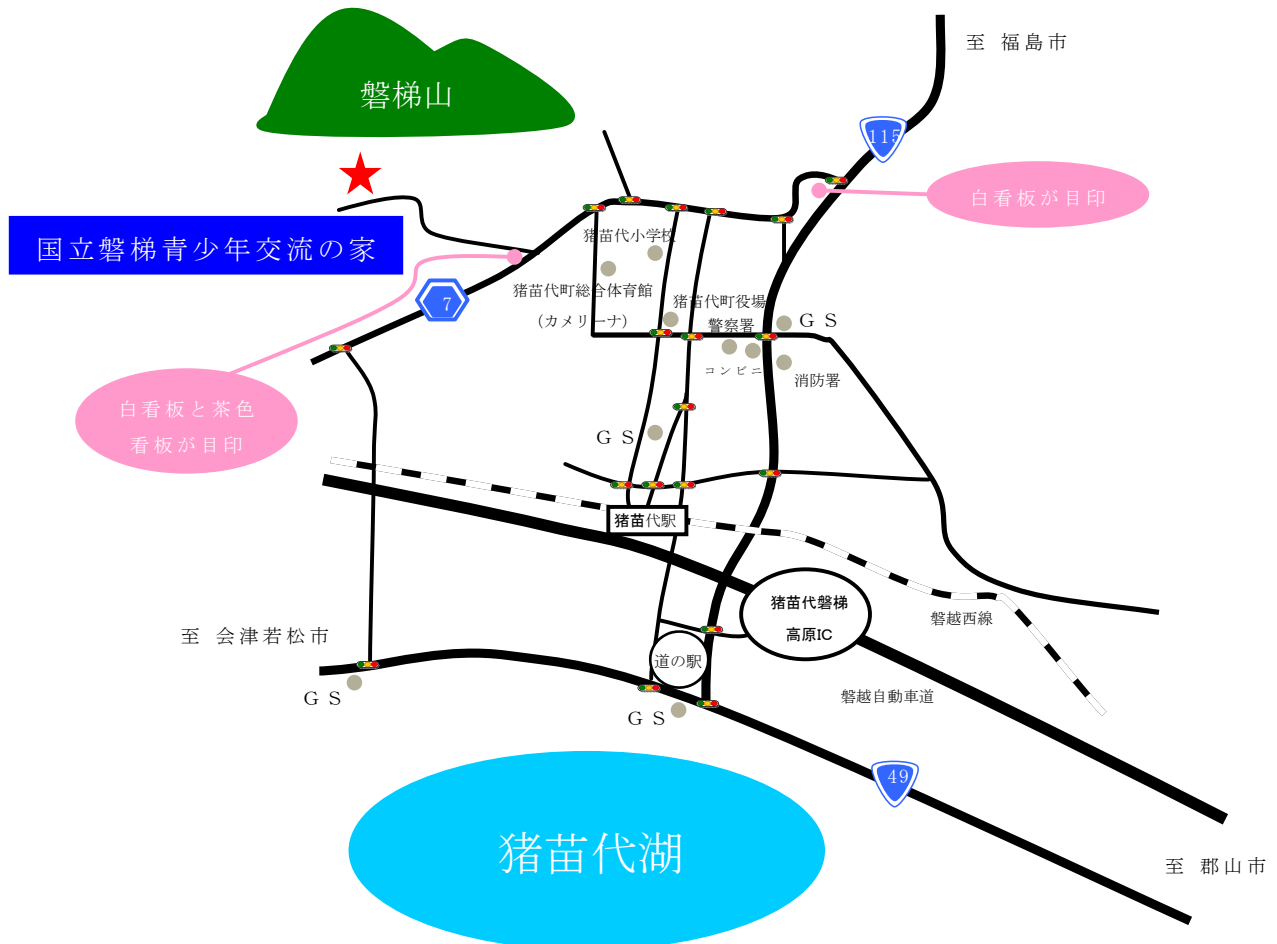 至 福島市
磐梯山
115
白看板が目印
猪苗代小学校
国立磐梯青少年交流の家
猪苗代町総合体育館
(カメリーナ)
7
猪苗代町役場
警察署
GS
コンビニ
消防署
白看板と茶色
看板が目印
GS
猪苗代駅
猪苗代磐梯
高原IC
磐越西線
至 会津若松市
道の駅
磐越自動車道
GS
GS
49
猪苗代湖
至 郡山市